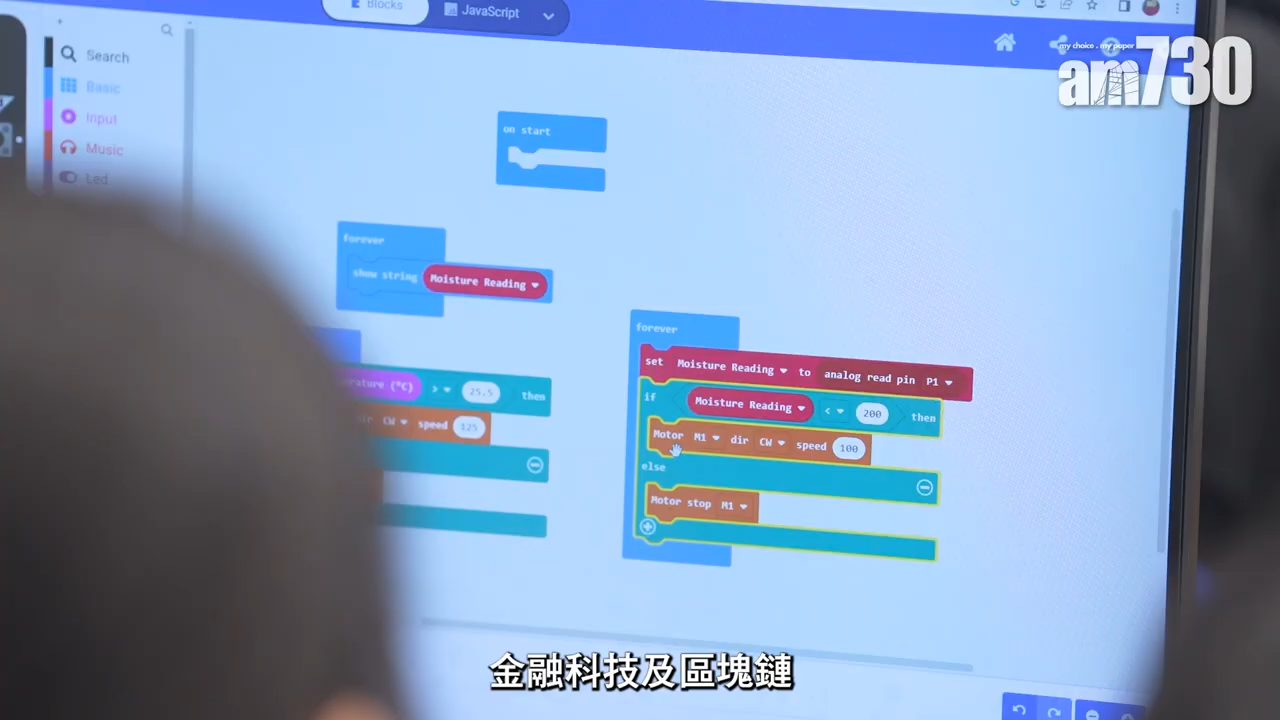 Blocks
JavaScript
my choice . my paper
am730
Search
Basic
Input
Music
Led
on start
forever
show string Moisture Reading
forever
set Moisture Reading to analog read pin P1
if Moisture Reading < 200 then
Motor M1 dir CW speed 100
else
Motor stop M1
(°C) > 25.5 then
CW speed 125
金融科技及區塊鏈